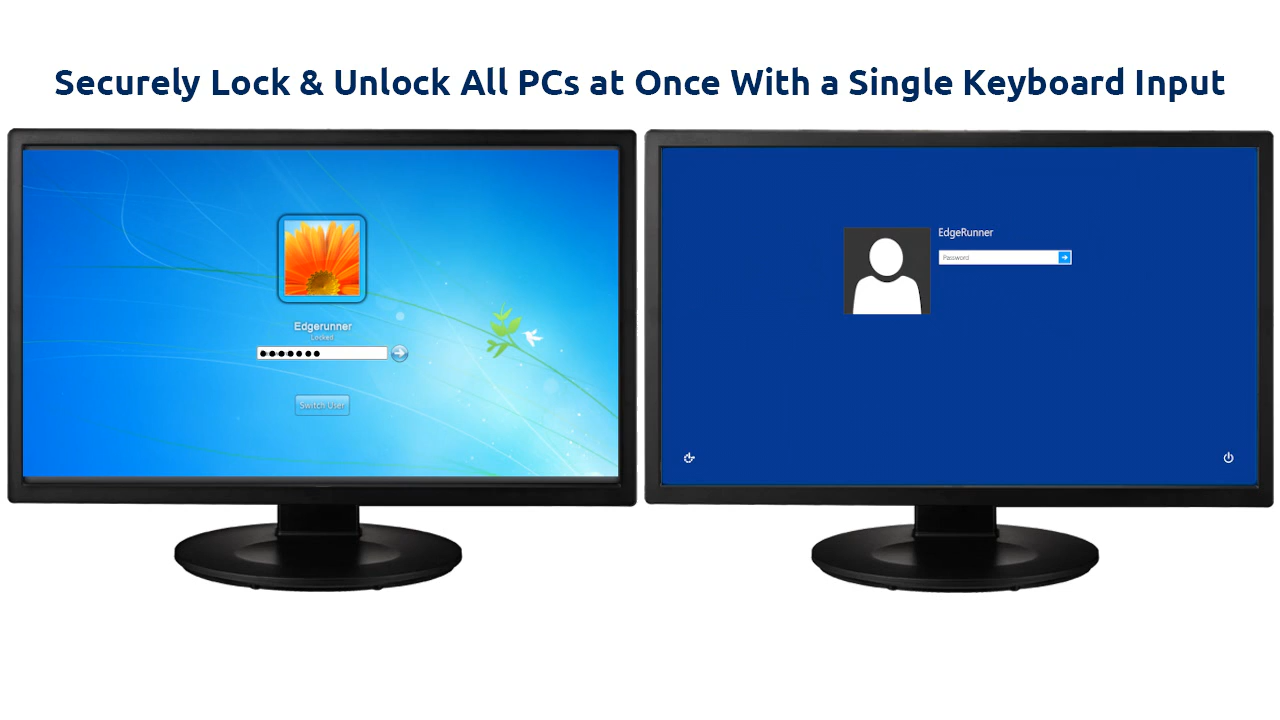 Securely Lock & Unlock All PCs at Once With a Single Keyboard Input
Edgerunner
Locked
Switch User
EdgeRunner
Password